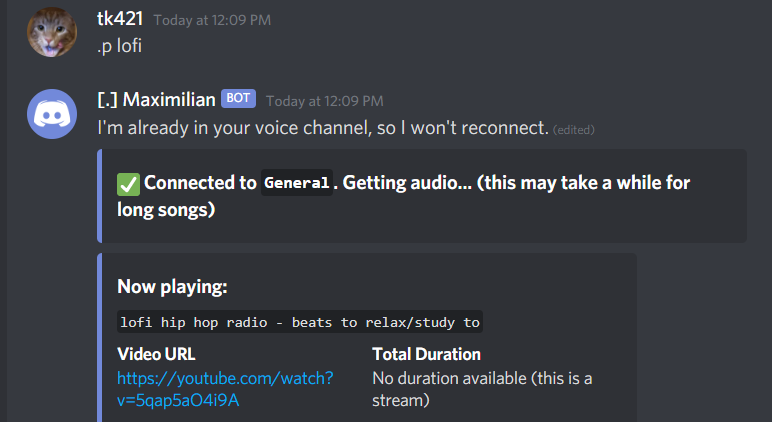 tk421 Today at 12:09 PM
.p lofi
[.] Maximilian BOT Today at 12:09 PM
I'm already in your voice channel, so I won't reconnect. (edited)
✅ Connected to General. Getting audio... (this may take a while for
long songs)
Now playing:
lofi hip hop radio - beats to relax/study to
Video URL
https://youtube.com/watch?
v=5qap5aO4i9A
Total Duration
No duration available (this is a
stream)